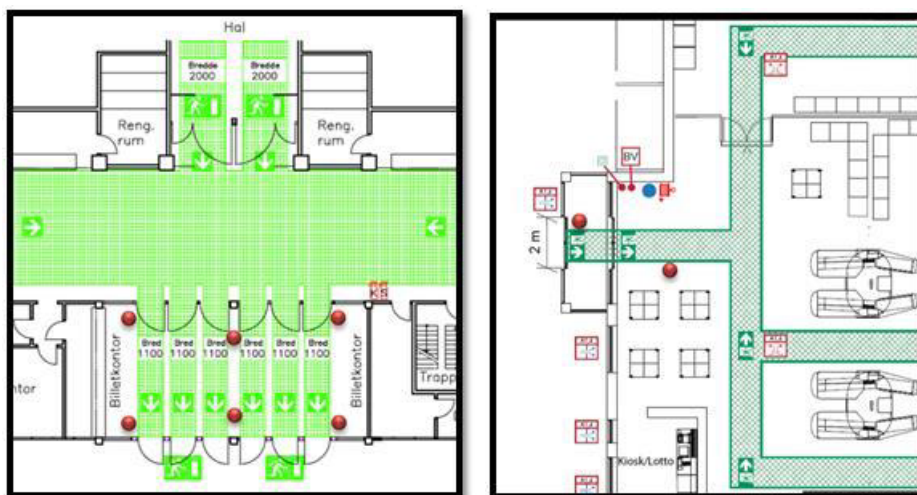 Hal
Bredde
2000
Bredde
2000
Reng.
rum
Reng.
rum
Billetkontor
Bred
1100
Bred
1100
Bred
1100
Bred
1100
Bred
1100
Bred
1100
Billetkontor
Trapp
ntor
BV
2 m
Kiosk/Lotto